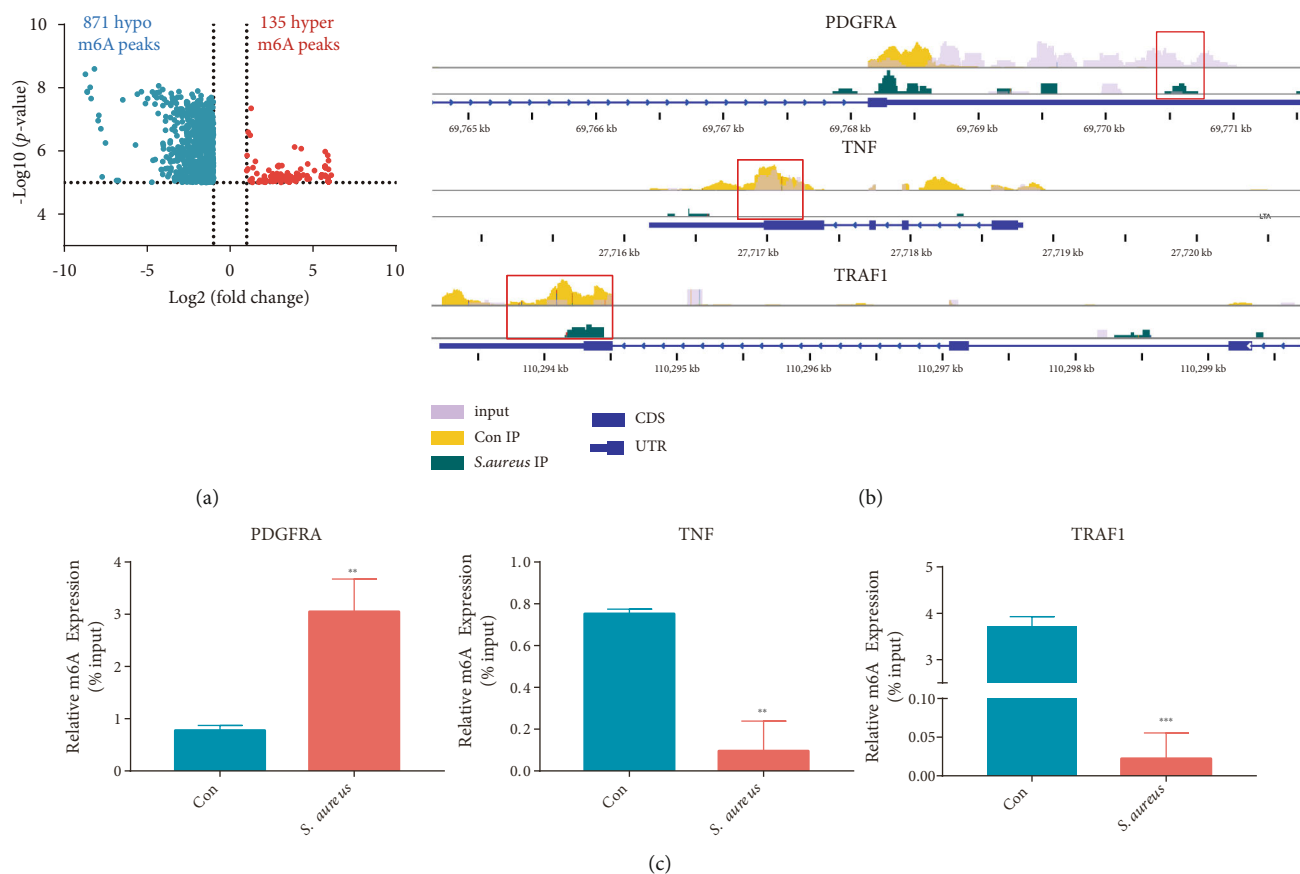 871 hypo
m6A peaks
135 hyper
m6A peaks
10
8
6
4
-Log10 (p-value)
-10
-5
0
5
10
Log2 (fold change)
(a)
PDGFRA
69,765 kb
69,766 kb
69,767 kb
69,768 kb
69,769 kb
69,770 kb
69,771 kb
TNF
LTA
27,716 kb
27,717 kb
27,718 kb
27,719 kb
27,720 kb
TRAF1
110,294 kb
110,295 kb
110,296 kb
110,297 kb
110,298 kb
110,299 kb
input
Con IP
S.aureus IP
CDS
UTR
(b)
PDGFRA
Relative m6A Expression
(% input)
4
3
2
1
0
**
Con
S. aureus
TNF
Relative m6A Expression
(% input)
1.0
0.8
0.6
0.4
0.2
0.0
**
Con
S. aureus
TRAF1
Relative m6A Expression
(% input)
5
4
3
0.10
0.05
0.00
***
Con
S. aureus
(c)